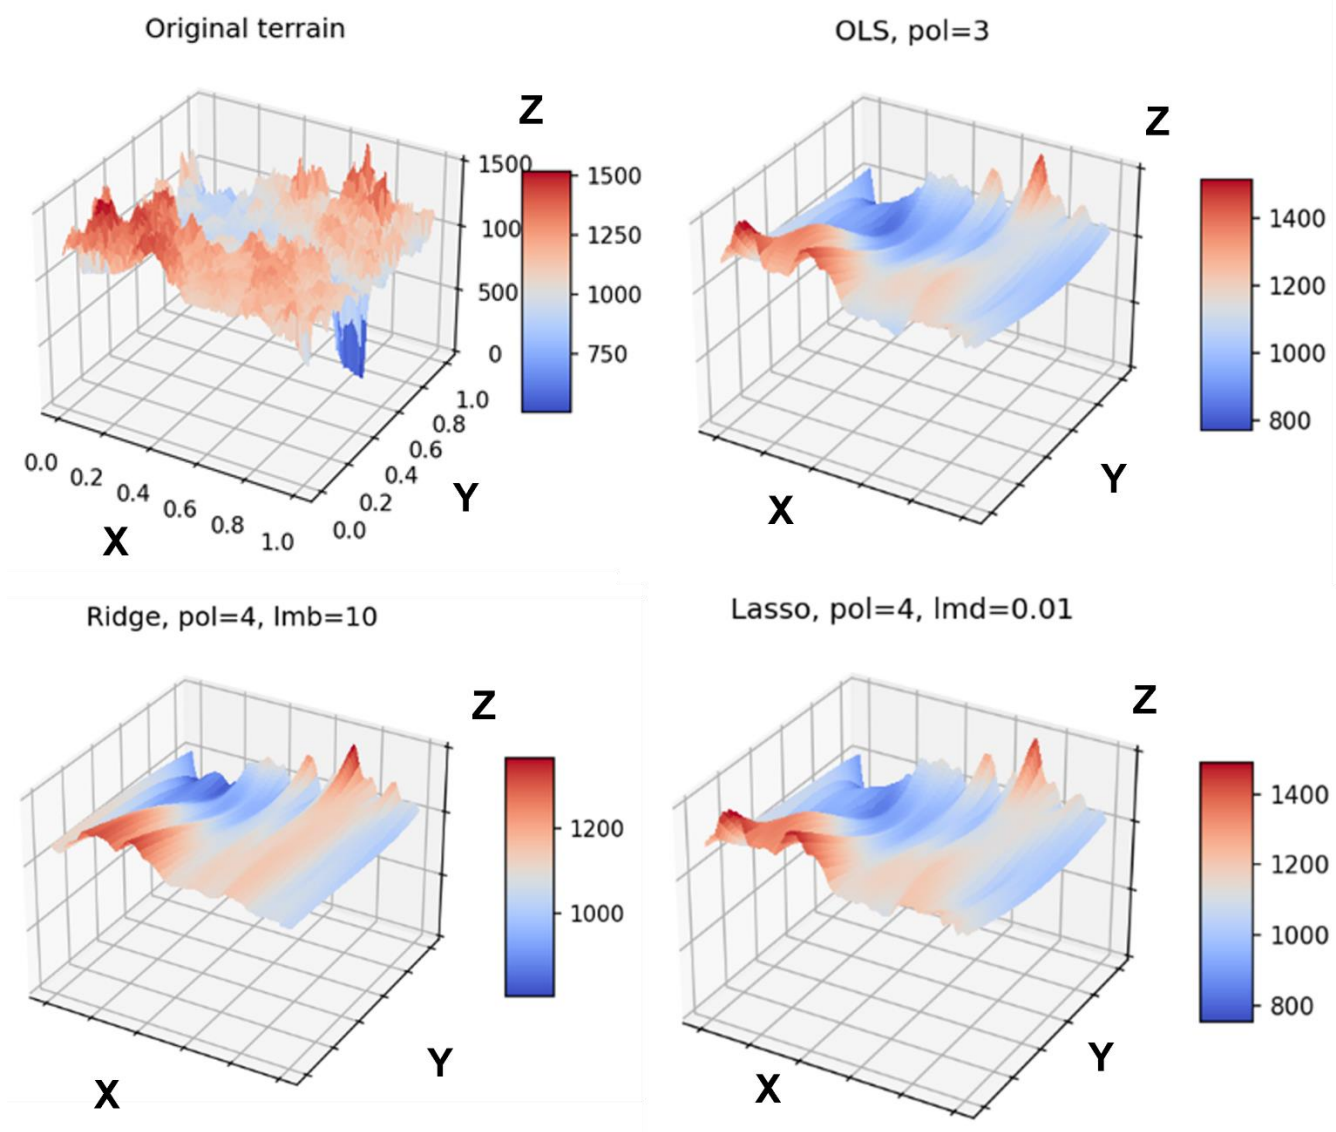 Original terrain
Z
1500
100
500
0
1500
1250
1000
750
1.0
0.8
0.6
0.4
0.2
0.0
Y
0.0
0.2
0.4
0.6
0.8
1.0
X
OLS, pol=3
Z
1400
1200
1000
800
Y
X
Ridge, pol=4, lmb=10
Z
1200
1000
Y
X
Lasso, pol=4, lmd=0.01
Z
1400
1200
1000
800
Y
X